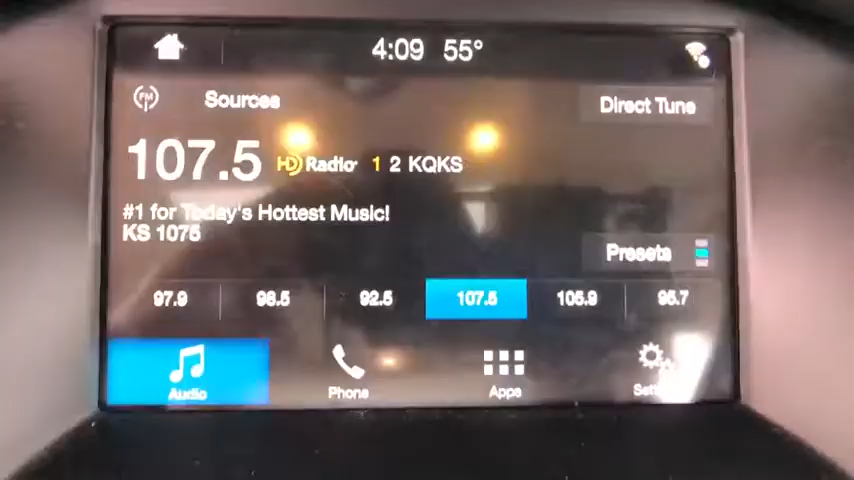 4:09 55°
FM Sources Direct Tune
107.5 HD Radio 1 2 KQKS
#1 for Today's Hottest Music!
KS 1075
Presets
97.9 98.5 92.5 107.5 105.9 95.7
Audio Phone Apps